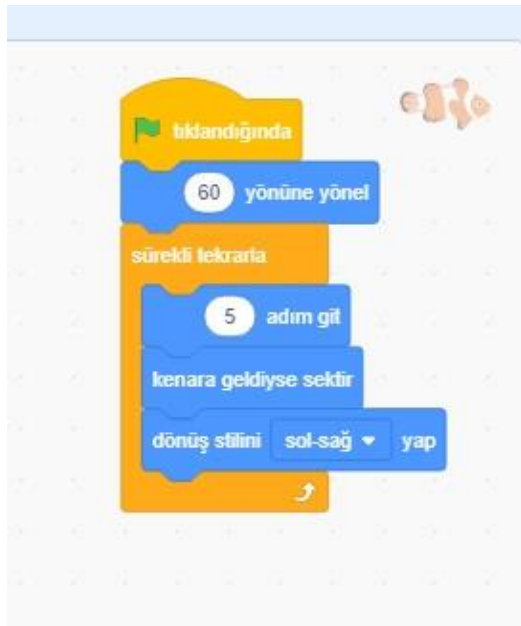 tıklandığında
60 yönüne yönel
sürekli tekrarla
5 adım git
kenara geldiyse sektir
dönüş stilini sol-sağ yap